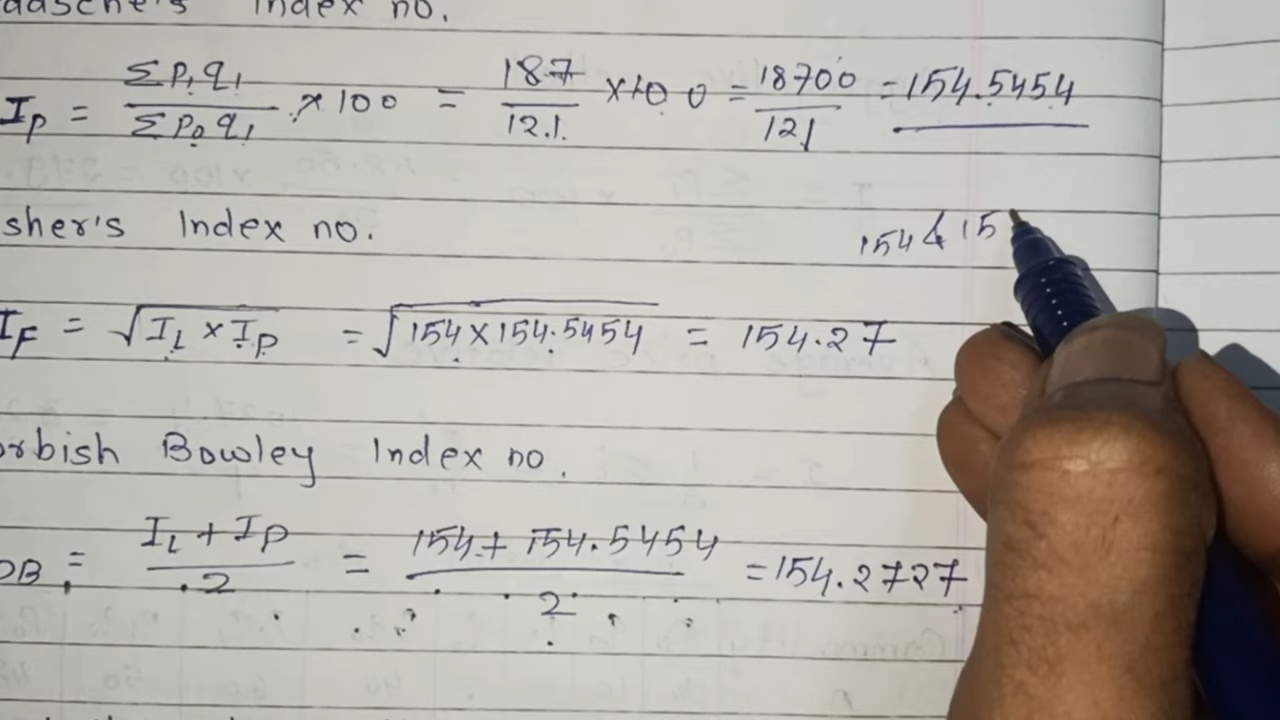 Index no.
Ip = ΣP₁q₁ / ΣP₀q₁ × 100 = 187 / 121 × 100 = 18700 / 121 = 154.5454
sher's Index no.
154 & 15
IF = √IL × Ip = √154×154.5454 = 154.27
orbish Bowley Index no.
DB = IL + Ip / 2 = 154 + 154.5454 / 2 = 154.2727